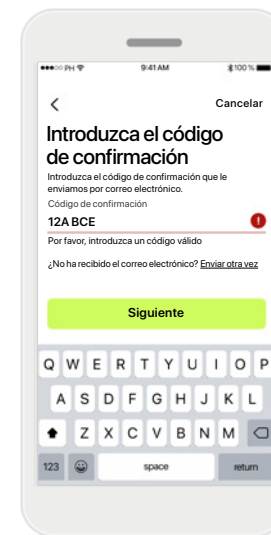 PH 9:41 AM 100 %
Cancelar
Introduzca el código
de confirmación
Introduzca el código de confirmación que le
enviamos por correo electrónico.
Código de confirmación
12A BCE
Por favor, introduzca un código válido
¿No ha recibido el correo electrónico? Enviar otra vez
Siguiente
Q W E R T Y U I O P
A S D F G H J K L
Z X C V B N M
123 space return